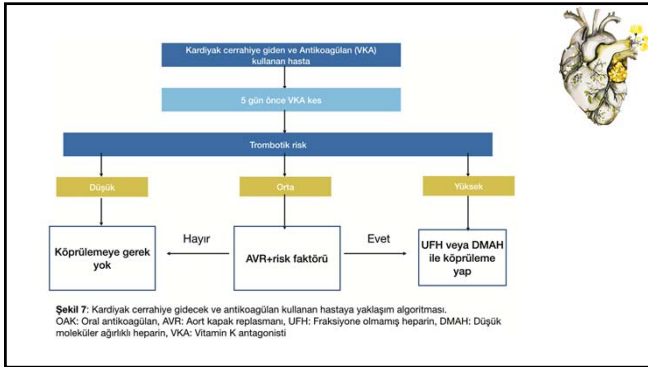 Kardiyak cerrahiye giden ve Antikoagülan (VKA)
kullanan hasta
5 gün önce VKA kes
Trombotik risk
Düşük
Orta
Yüksek
Köprülemeye gerek
yok
Hayır
AVR+risk faktörü
Evet
UFH veya DMAH
ile köprüleme
yap
Şekil 7: Kardiyak cerrahiye gidecek ve antikoagülan kullanan hastaya yaklaşım algoritması.
OAK: Oral antikoagülan, AVR: Aort kapak replasmanı, UFH: Fraksiyone olmamış heparin, DMAH: Düşük
moleküler ağırlıklı heparin, VKA: Vitamin K antagonisti